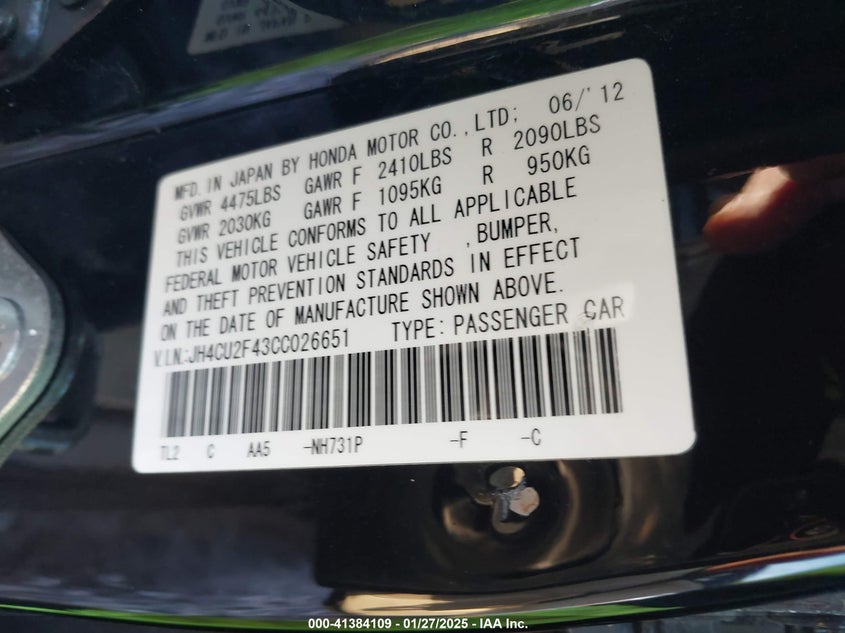 MFD. IN JAPAN BY HONDA MOTOR CO.,LTD; 06/'12
GVWR 4475LBS GAWR F 2410LBS R 2090LBS
GVWR 2030KG GAWR F 1095KG R 950KG
THIS VEHICLE CONFORMS TO ALL APPLICABLE
FEDERAL MOTOR VEHICLE SAFETY , BUMPER,
AND THEFT PREVENTION STANDARDS IN EFFECT
ON THE DATE OF MANUFACTURE SHOWN ABOVE.
V.I.N.:JH4CU2F43CC026651 TYPE: PASSENGER CAR
TL2 C AA5 -NH731P -F -C
000-41384109 — 01/27/2025 — IAA Inc.